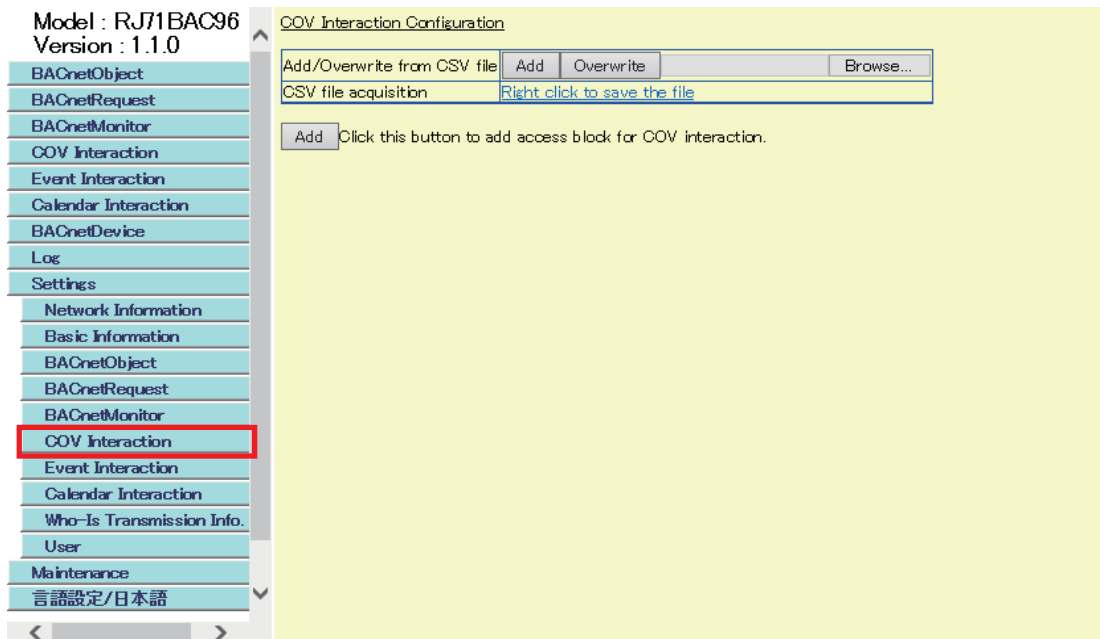 Model : RJ71BAC96
Version : 1.1.0
BACnetObject
BACnetRequest
BACnetMonitor
COV Interaction
Event Interaction
Calendar Interaction
BACnetDevice
Log
Settings
Network Information
Basic Information
BACnetObject
BACnetRequest
BACnetMonitor
COV Interaction
Event Interaction
Calendar Interaction
Who-Is Transmission Info.
User
Maintenance
言語設定/日本語
COV Interaction Configuration
Add/Overwrite from CSV file Add Overwrite Browse...
CSV file acquisition Right click to save the file
Add Click this button to add access block for COV interaction.